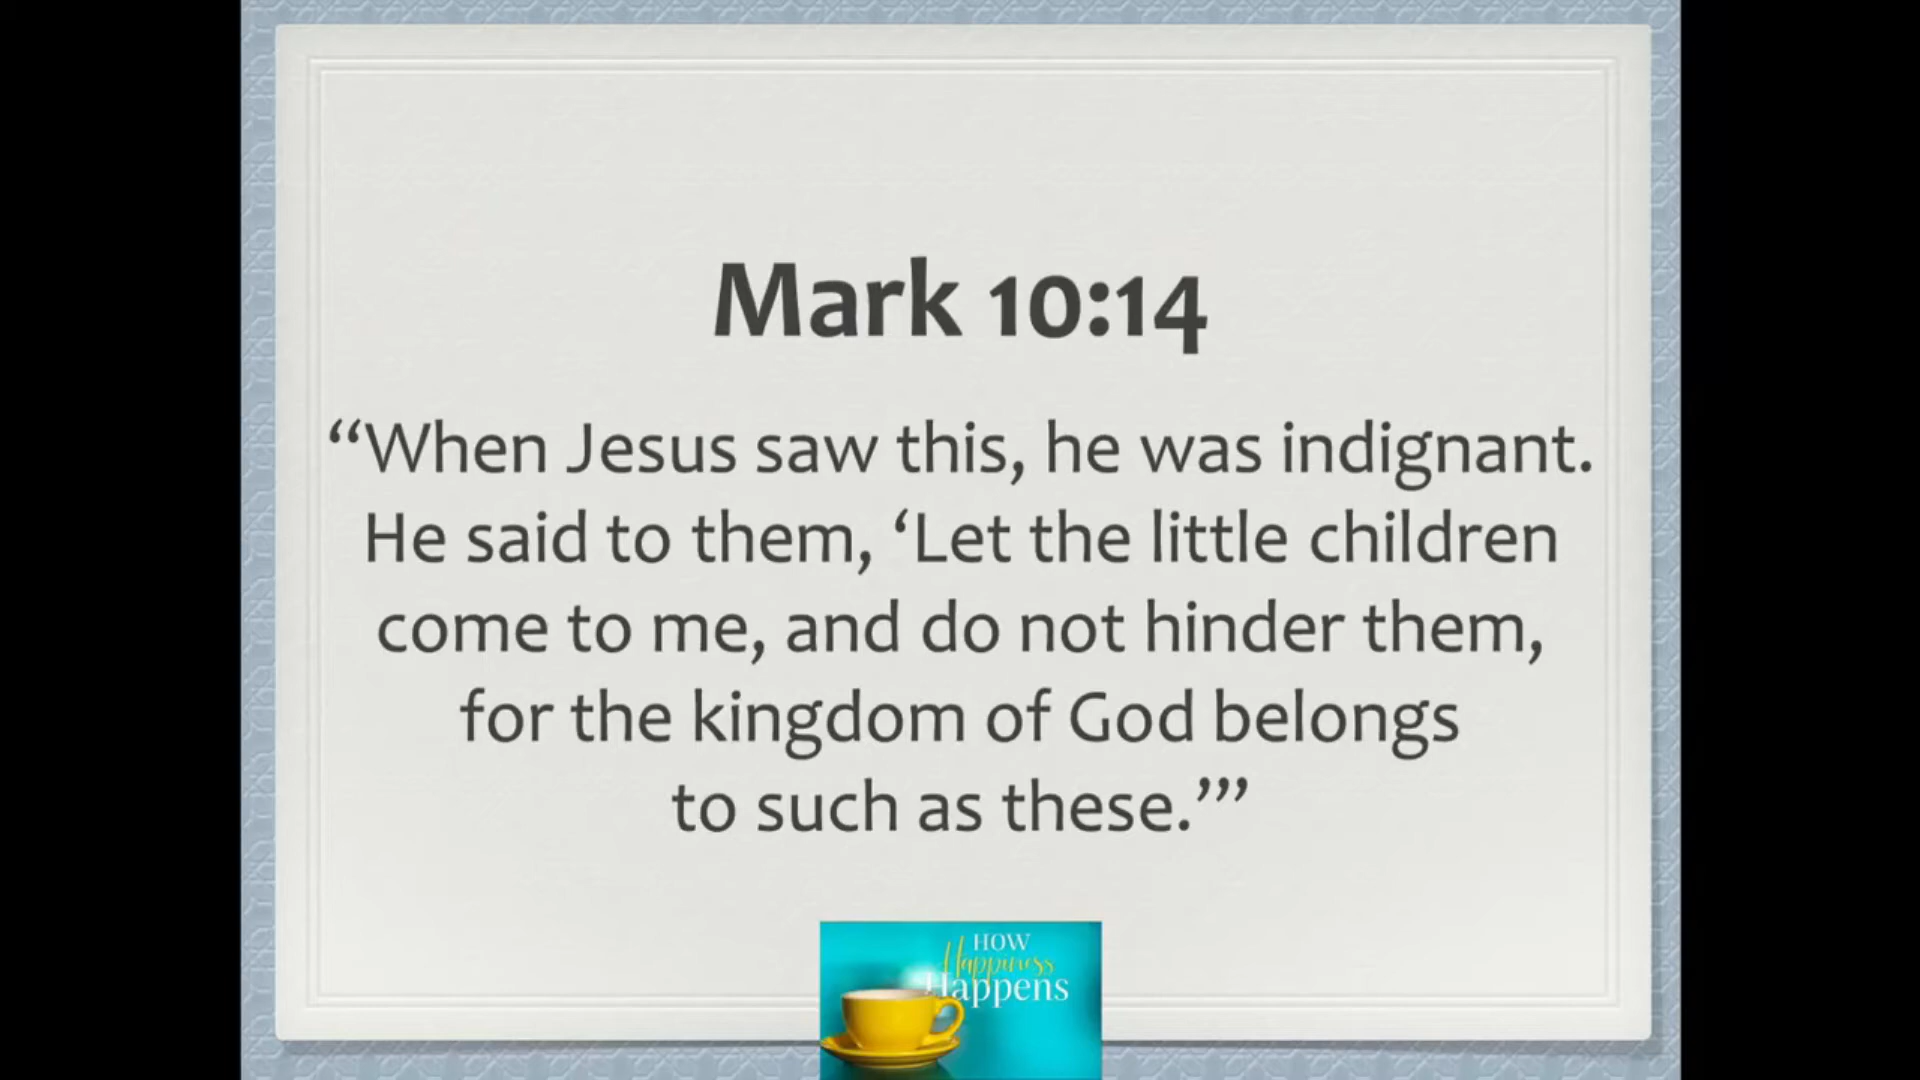 Mark 10:14
“When Jesus saw this, he was indignant.
He said to them, ‘Let the little children
come to me, and do not hinder them,
for the kingdom of God belongs
to such as these.’”
HOW
Happiness
Happens